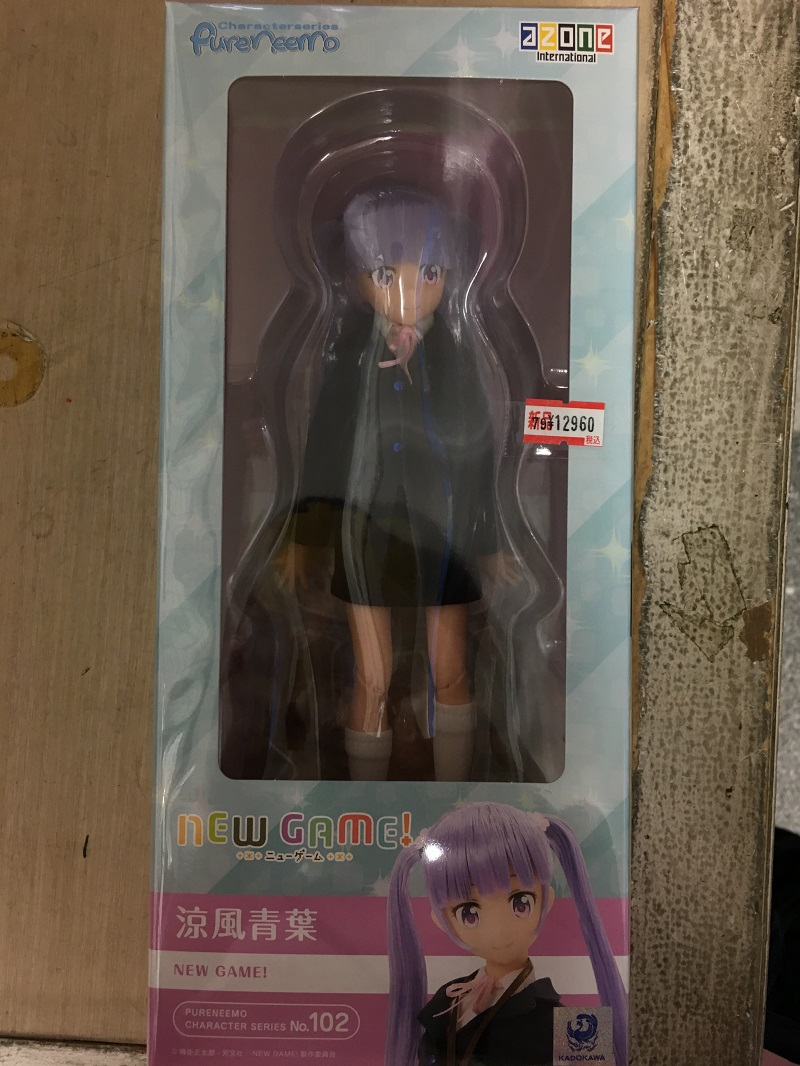 Characterseries
PureNeemo
azone
International
新品
79¥12960
税込
NEW GAME!
ニューゲーム
涼風青葉
NEW GAME!
PURENEEMO
CHARACTER SERIES No.102
KADOKAWA